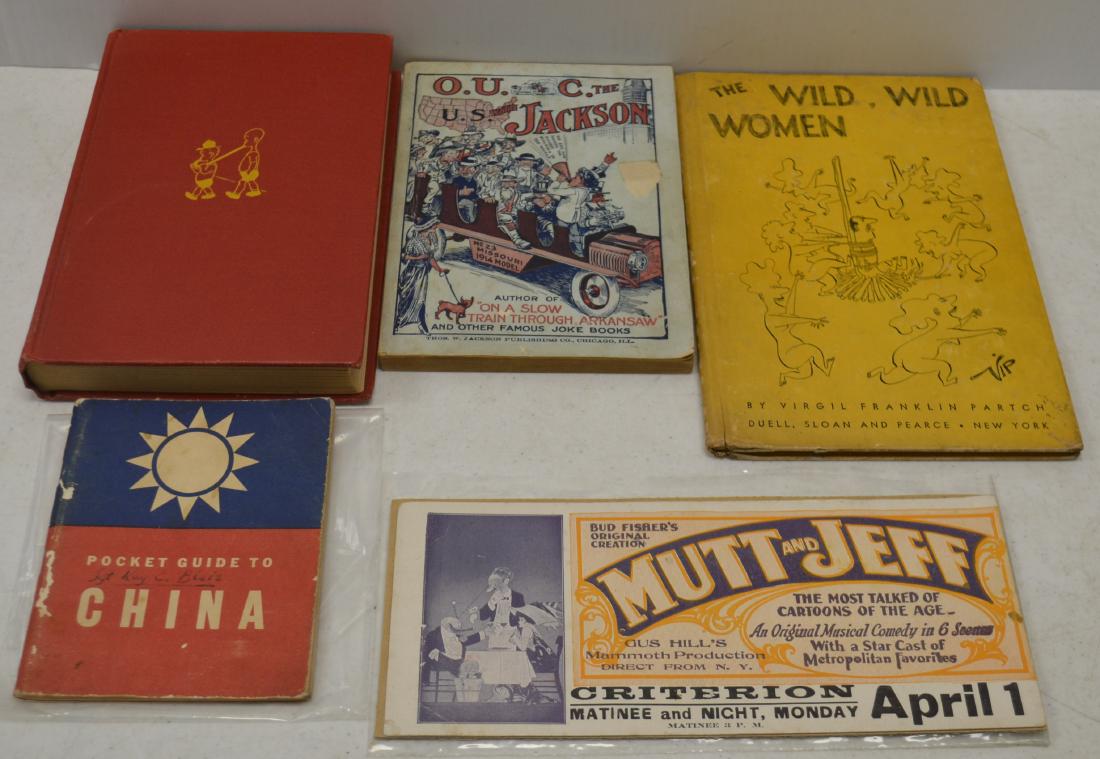 O.U. C. THE
U.S. JACKSON
No 23
MISSOURI
1914 MODEL
AUTHOR OF
"ON A SLOW
TRAIN THROUGH ARKANSAW"
AND OTHER FAMOUS JOKE BOOKS
THOS. W. JACKSON PUBLISHING CO., CHICAGO, ILL.
THE WILD, WILD
WOMEN
VIP
BY VIRGIL FRANKLIN PARTCH
DUELL, SLOAN AND PEARCE • NEW YORK
POCKET GUIDE TO
CHINA
BUD FISHER'S
ORIGINAL
CREATION
MUTT AND JEFF
THE MOST TALKED OF
CARTOONS OF THE AGE
An Original Musical Comedy in 6 Scenes
With a Star Cast of
Metropolitan Favorites
GUS HILL'S
Mammoth Production
DIRECT FROM N. Y.
CRITERION
MATINEE and NIGHT, MONDAY April 1
MATINEE 3 P. M.